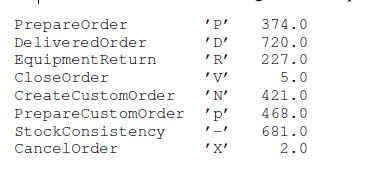 PrepareOrder 'P' 374.0
DeliveredOrder 'D' 720.0
EquipmentReturn 'R' 227.0
CloseOrder 'V' 5.0
CreateCustomOrder 'N' 421.0
PrepareCustomOrder 'p' 468.0
StockConsistency '-' 681.0
CancelOrder 'X' 2.0